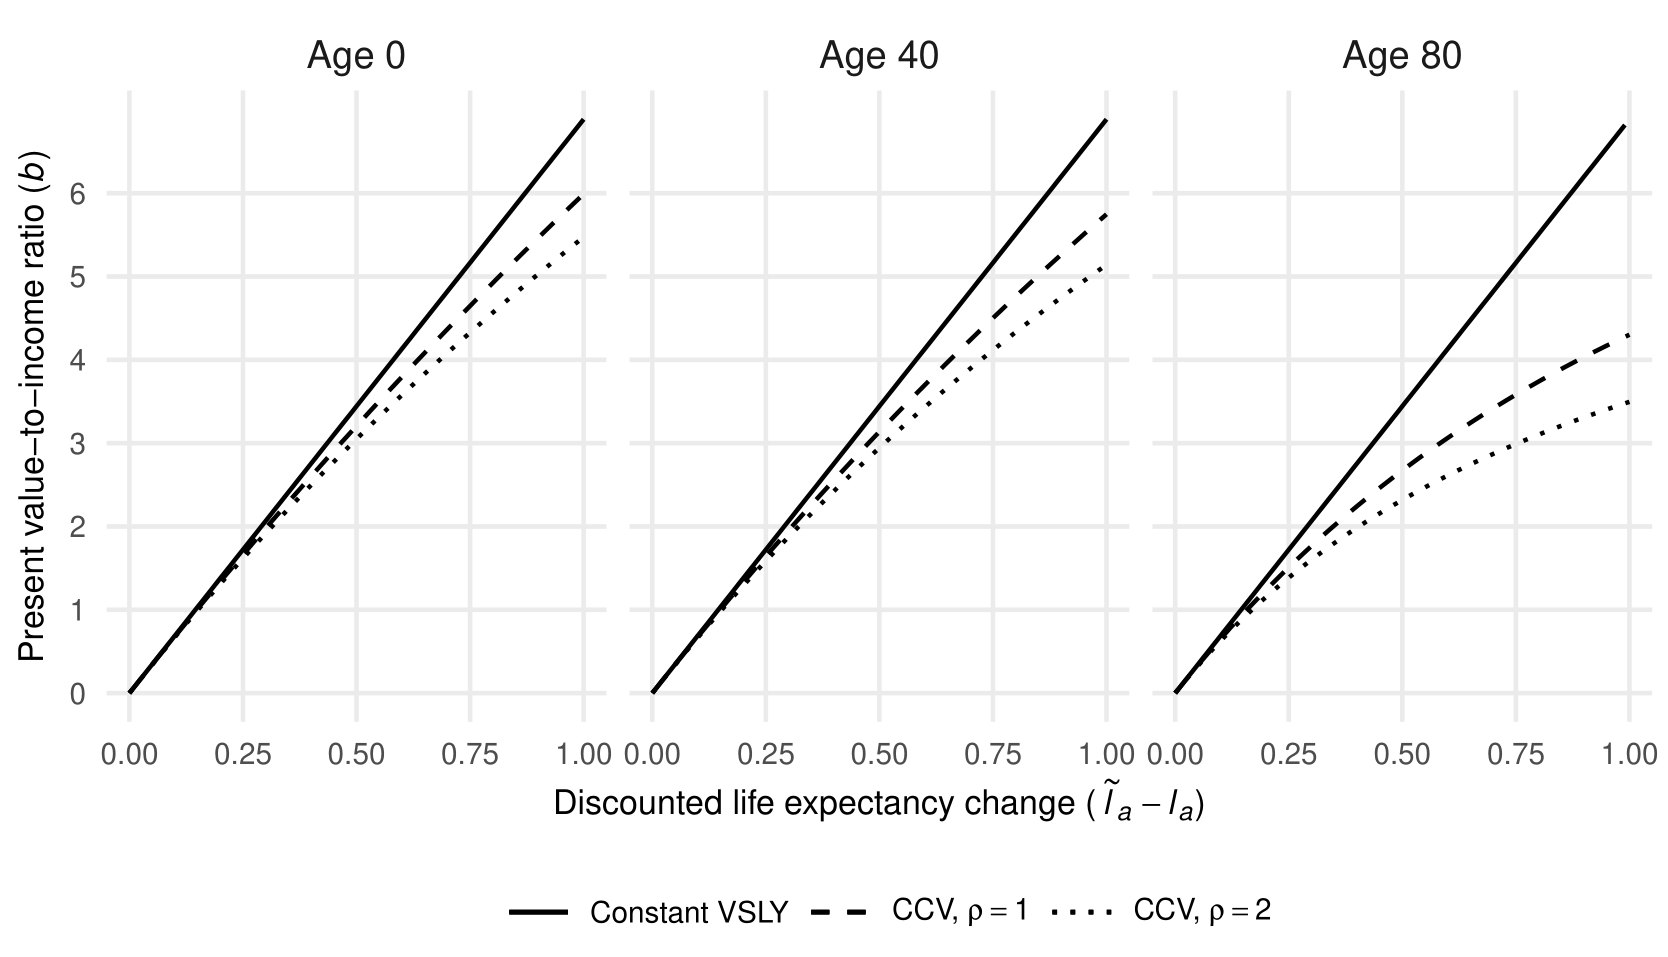 Age 0 Age 40 Age 80
Present value−to−income ratio (b)
6
5
4
3
2
1
0
0.00 0.25 0.50 0.75 1.00 0.00 0.25 0.50 0.75 1.00 0.00 0.25 0.50 0.75 1.00
Discounted life expectancy change (l̃ₐ − lₐ)
Constant VSLY CCV, ρ = 1 CCV, ρ = 2